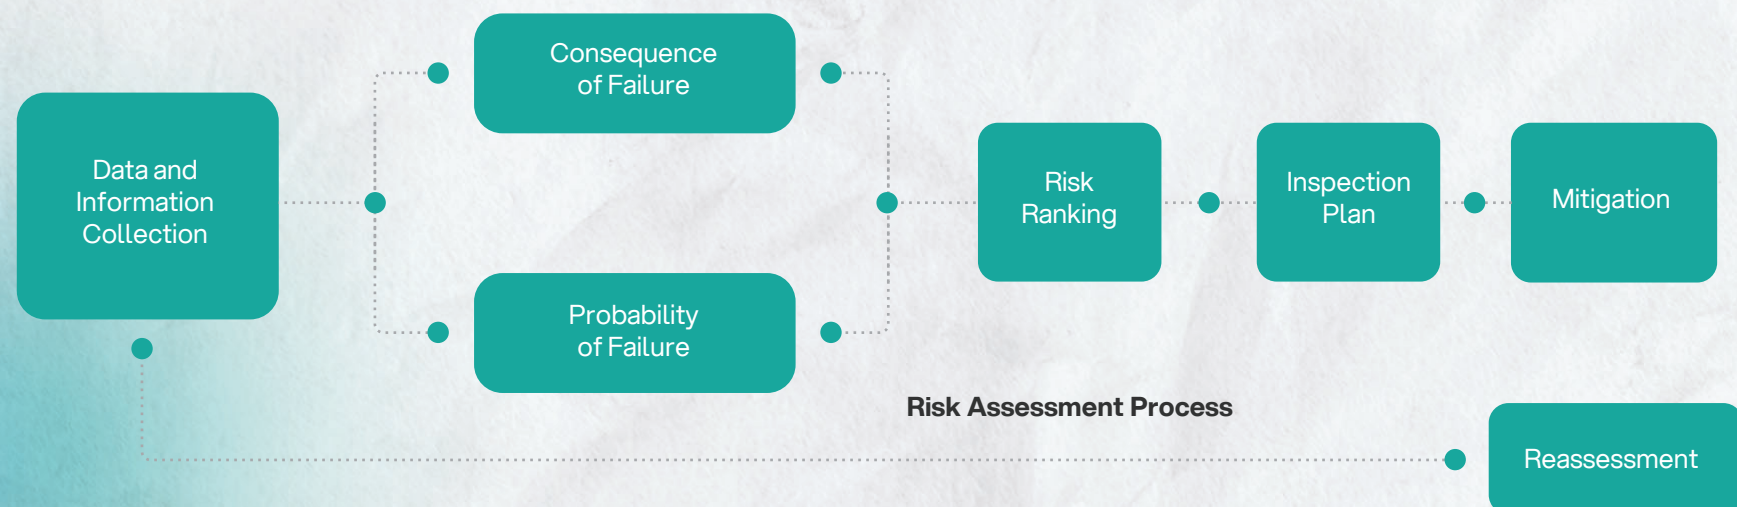 Consequence
of Failure
Data and
Information
Collection
Risk
Ranking
Inspection
Plan
Mitigation
Probability
of Failure
Risk Assessment Process
Reassessment